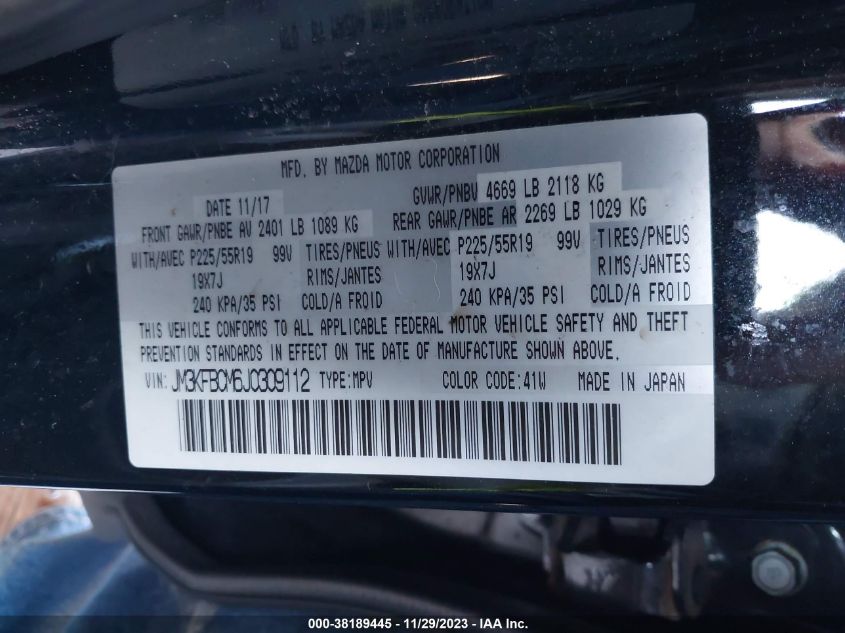 MFD. BY MAZDA MOTOR CORPORATION
DATE 11/17 GVWR/PNBV 4669 LB 2118 KG
FRONT GAWR/PNBE AV 2401 LB 1089 KG REAR GAWR/PNBE AR 2269 LB 1029 KG
WITH/AVEC P225/55R19 99V TIRES/PNEUS WITH/AVEC P225/55R19 99V TIRES/PNEUS
19X7J RIMS/JANTES 19X7J RIMS/JANTES
240 KPA/35 PSI COLD/A FROID 240 KPA/35 PSI COLD/A FROID
THIS VEHICLE CONFORMS TO ALL APPLICABLE FEDERAL MOTOR VEHICLE SAFETY AND THEFT
PREVENTION STANDARDS IN EFFECT ON THE DATE OF MANUFACTURE SHOWN ABOVE.
VIN: JM3KFBCM6J0309112 TYPE:MPV COLOR CODE:41W MADE IN JAPAN
000-38189445 - 11/29/2023 - IAAI.COM